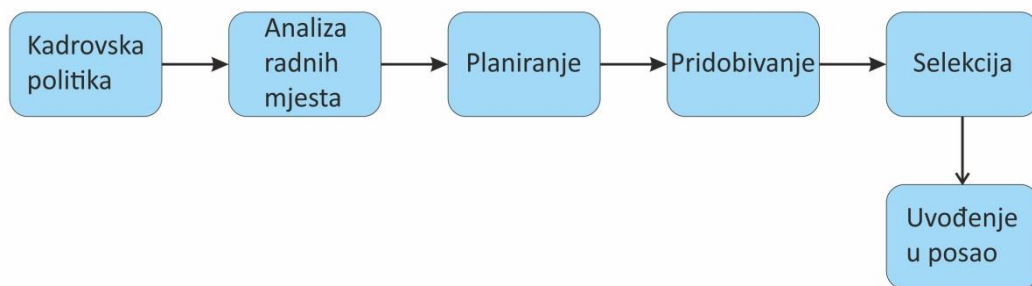 Kadrovska
politika
Analiza
radnih
mjesta
Planiranje
Pridobivanje
Selekcija
Uvođenje
u posao